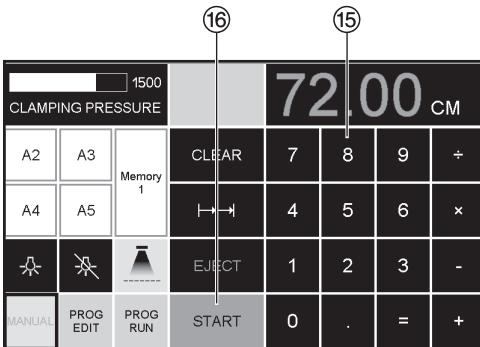 ⑯ ⑮
1500
CLAMPING PRESSURE
72.00 CM
A2 A3 Memory 1 CLEAR 7 8 9 ÷
A4 A5 4 5 6 ×
EJECT 1 2 3 -
MANUAL PROG EDIT PROG RUN START 0 . = +